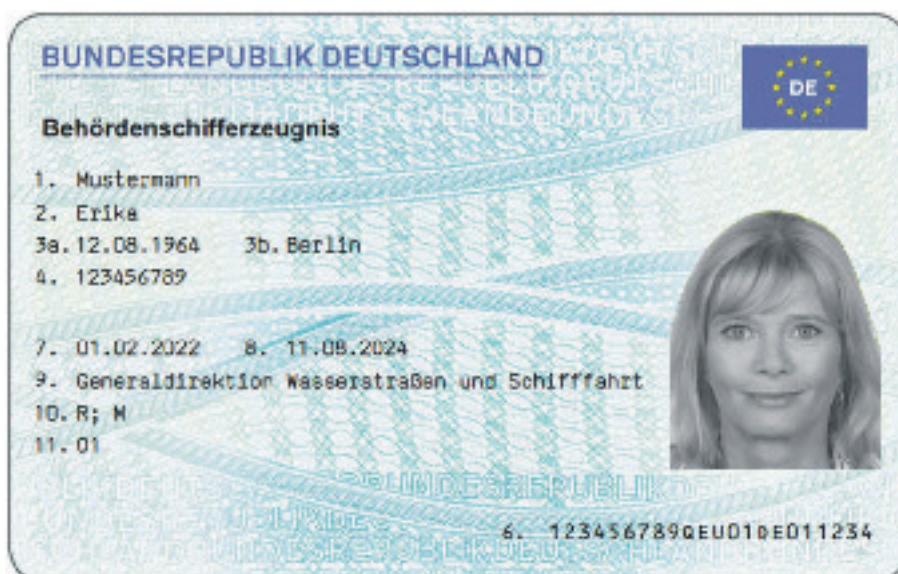 BUNDESREPUBLIK DEUTSCHLAND
DE
Behördenschifferzeugnis
1. Mustermann
2. Erika
3a. 12.08.1964 3b. Berlin
4. 123456789
7. 01.02.2022 8. 11.08.2024
9. Generaldirektion Wasserstraßen und Schifffahrt
10. R; M
11. 01
6. 123456789QEU01DE011234